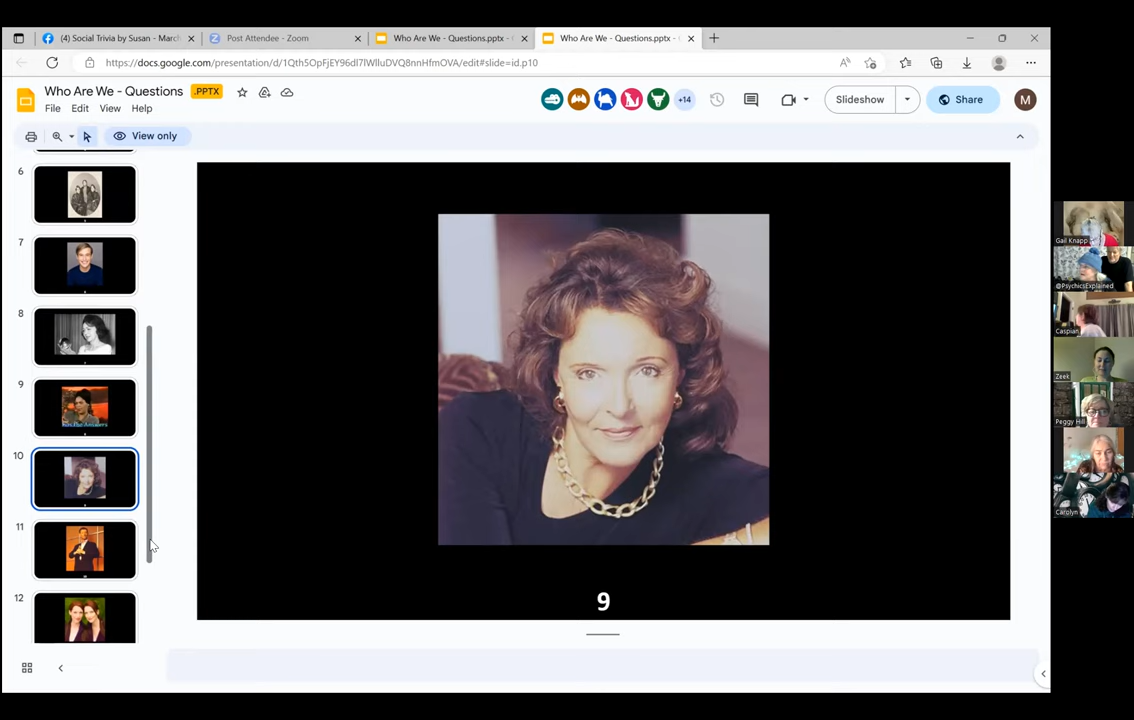 (4) Social Trivia by Susan - March
Post Attendee - Zoom
Who Are We - Questions.pptx -
Who Are We - Questions.pptx -
https://docs.google.com/presentation/d/1Qth5OpFjEY96dl7lWlluDVQ8nnHfmOVA/edit#slide=id.p10
Who Are We - Questions
.PPTX
File Edit View Help
+14
Slideshow
Share
M
View only
6
7
8
9
10
11
12
9
Gail Knapp
@PsychicsExplained
Caspian
Zeek
Peggy Hill
Carolyn